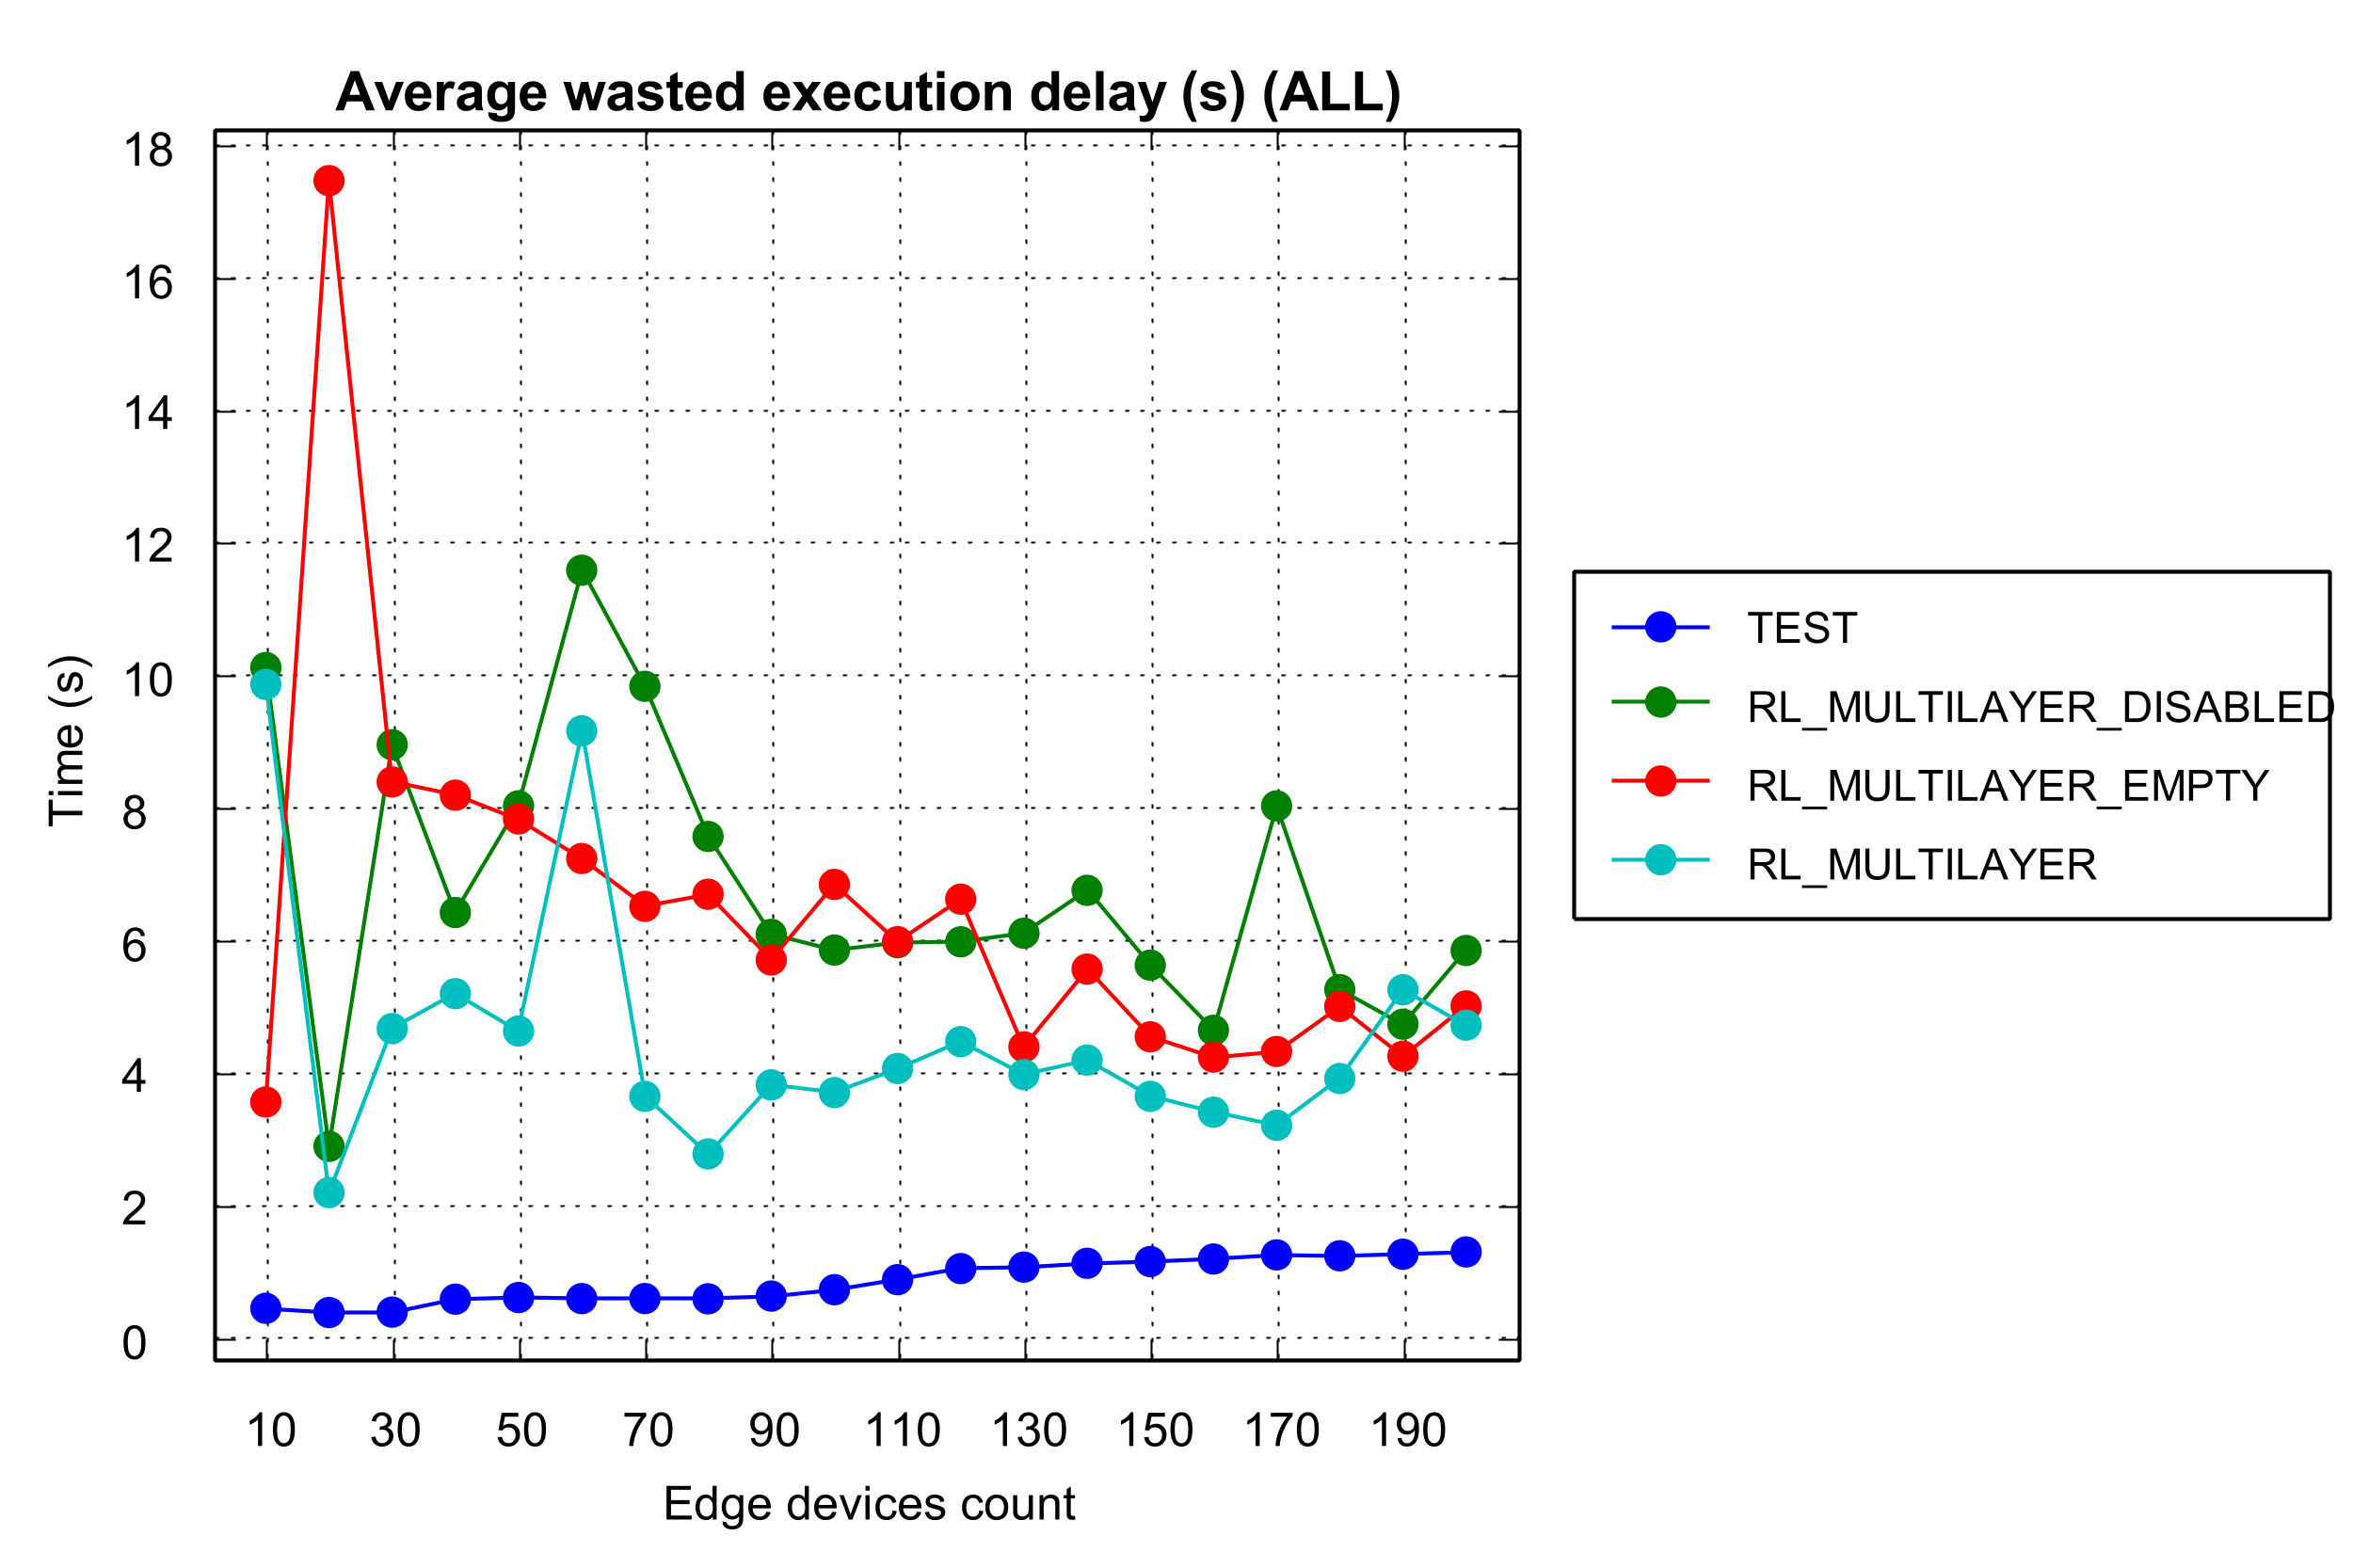 Average wasted execution delay (s) (ALL)
18
16
14
12
10
8
6
4
2
0
Time (s)
10 30 50 70 90 110 130 150 170 190
Edge devices count
TEST
RL_MULTILAYER_DISABLED
RL_MULTILAYER_EMPTY
RL_MULTILAYER